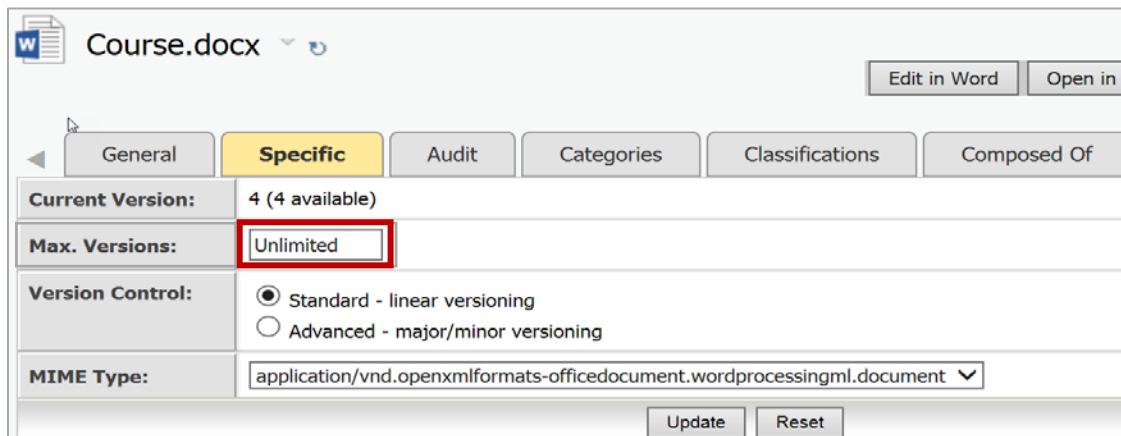 Course.docx
Edit in Word
Open in
General
Specific
Audit
Categories
Classifications
Composed Of
Current Version: 4 (4 available)
Max. Versions: Unlimited
Version Control: Standard - linear versioning
Advanced - major/minor versioning
MIME Type: application/vnd.openxmlformats-officedocument.wordprocessingml.document
Update
Reset